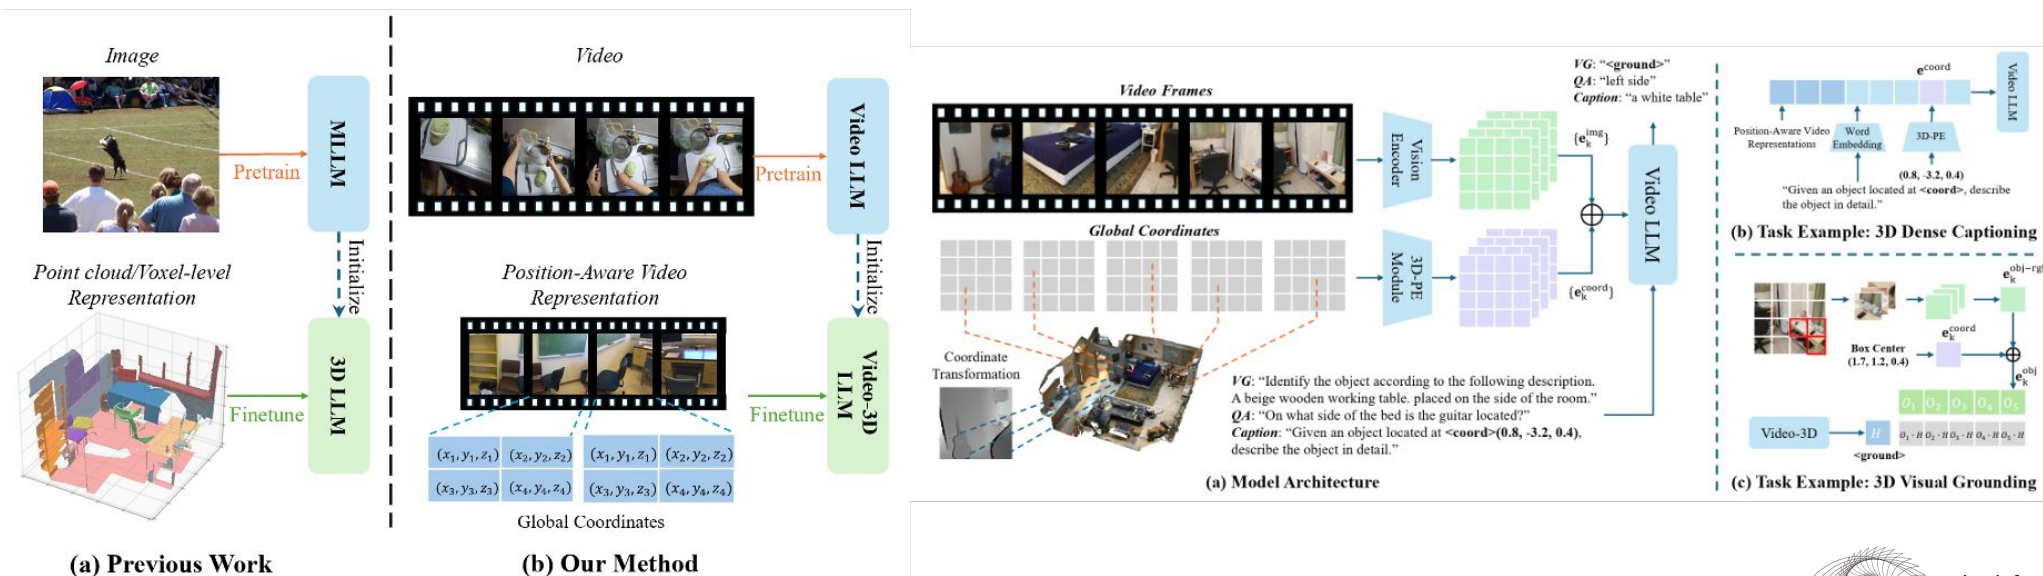 Image
MLLM
Pretrain
Initialize
Point cloud/Voxel-level
Representation
3D LLM
Finetune
(a) Previous Work
Video
Video LLM
Pretrain
Initialize
Position-Aware Video
Representation
Video-3D
LLM
Finetune
(x₁, y₁, z₁) (x₂, y₂, z₂) (x₁, y₁, z₁) (x₂, y₂, z₂)
(x₃, y₃, z₃) (x₄, y₄, z₄) (x₃, y₃, z₃) (x₄, y₄, z₄)
Global Coordinates
(b) Our Method
Video Frames
Vision
Encoder
{e_k^img}
VG: “<ground>”
QA: “left side”
Caption: “a white table”
Video LLM
Global Coordinates
3D-PE
Module
{e_k^coord}
Coordinate
Transformation
VG: “Identify the object according to the following description.
A beige wooden working table. placed on the side of the room.”
QA: “On what side of the bed is the guitar located?”
Caption: “Given an object located at <coord>(0.8, -3.2, 0.4),
describe the object in detail.”
(a) Model Architecture
e^coord
Video LLM
Position-Aware Video
Representations
Word
Embedding
3D-PE
(0.8, -3.2, 0.4)
“Given an object located at <coord>, describe
the object in detail.”
(b) Task Example: 3D Dense Captioning
e_k^obj-rgb
e_k^coord
Box Center
(1.7, 1.2, 0.4)
e_k^obj
O₁ O₂ O₃ O₄ O₅
Video-3D
H
O₁ · H O₂ · H O₃ · H O₄ · H O₅ · H
<ground>
(c) Task Example: 3D Visual Grounding